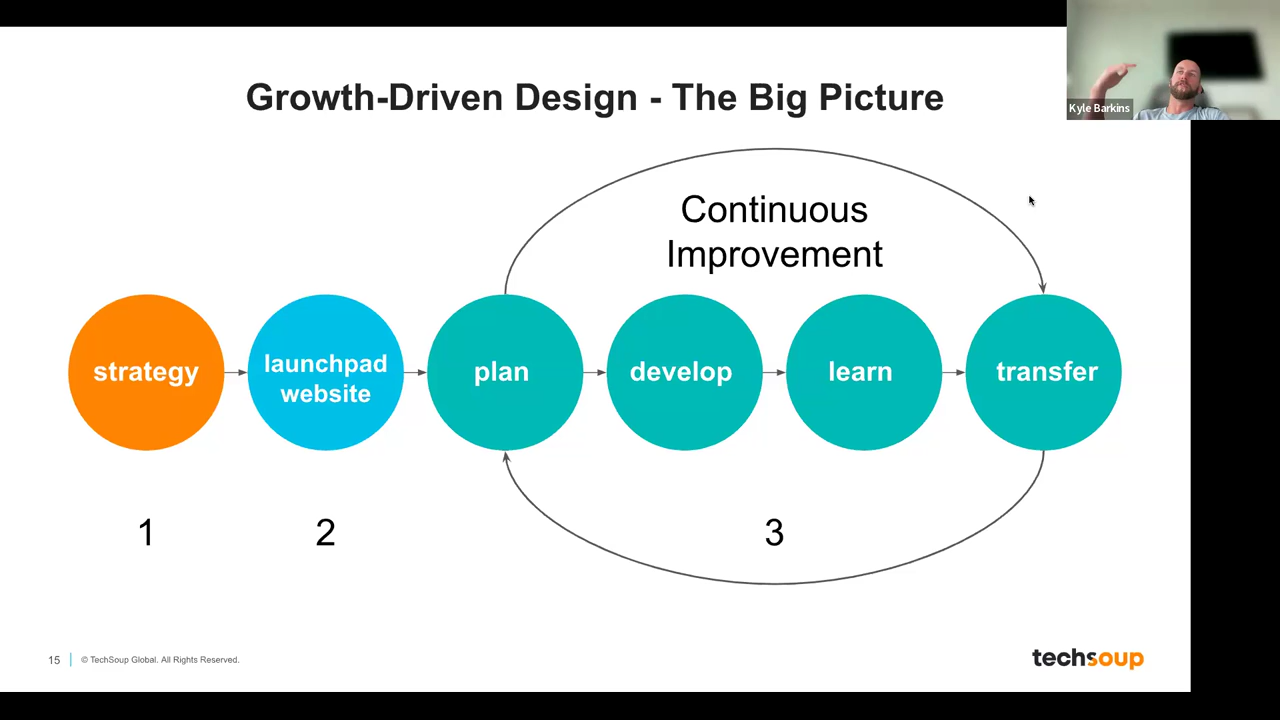 Growth-Driven Design - The Big Picture
Kyle Barkins
Continuous
Improvement
strategy
launchpad
website
plan
develop
learn
transfer
1
2
3
15
© TechSoup Global. All Rights Reserved.
techsoup